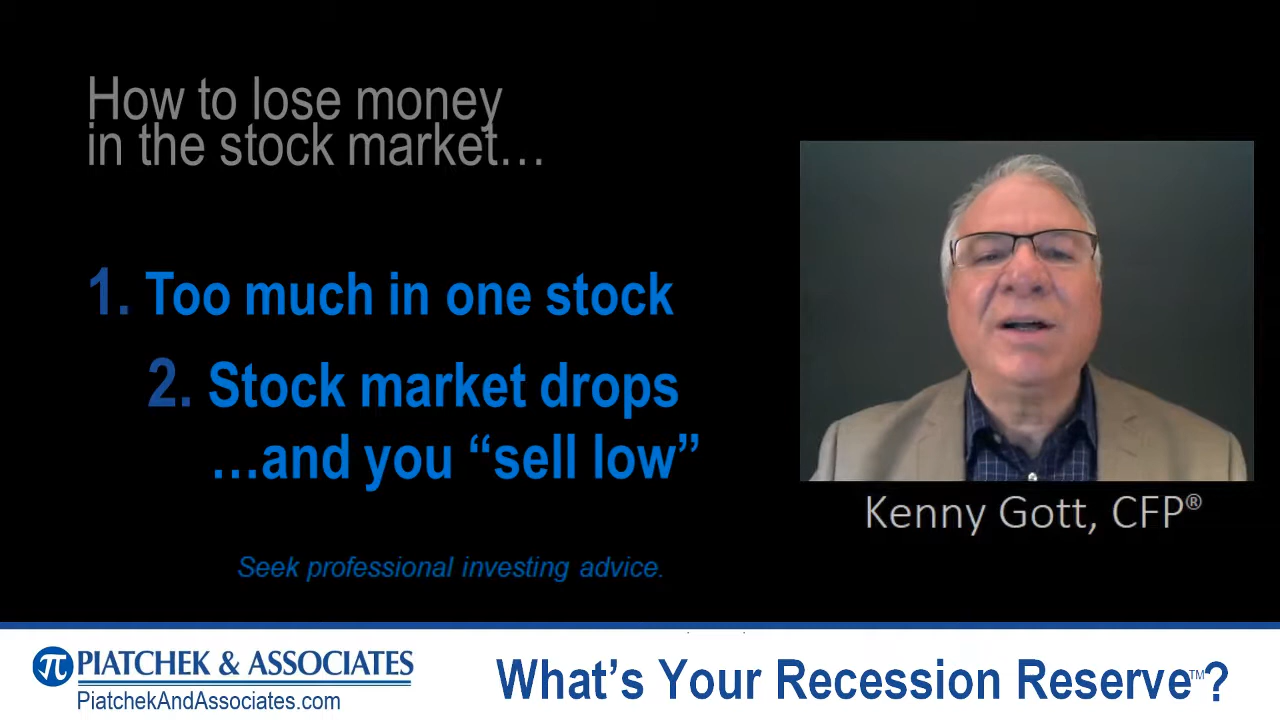 How to lose money
in the stock market…
1. Too much in one stock
2. Stock market drops
…and you “sell low”
Seek professional investing advice.
Kenny Gott, CFP®
π PIATCHEK & ASSOCIATES
PiatchekAndAssociates.com
What’s Your Recession Reserve™?